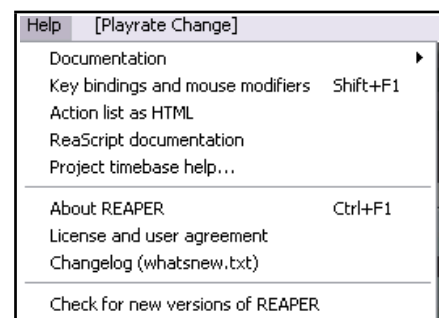 Help [Playrate Change]
Documentation
Key bindings and mouse modifiers Shift+F1
Action list as HTML
ReaScript documentation
Project timebase help...
About REAPER Ctrl+F1
License and user agreement
Changelog (whatsnew.txt)
Check for new versions of REAPER